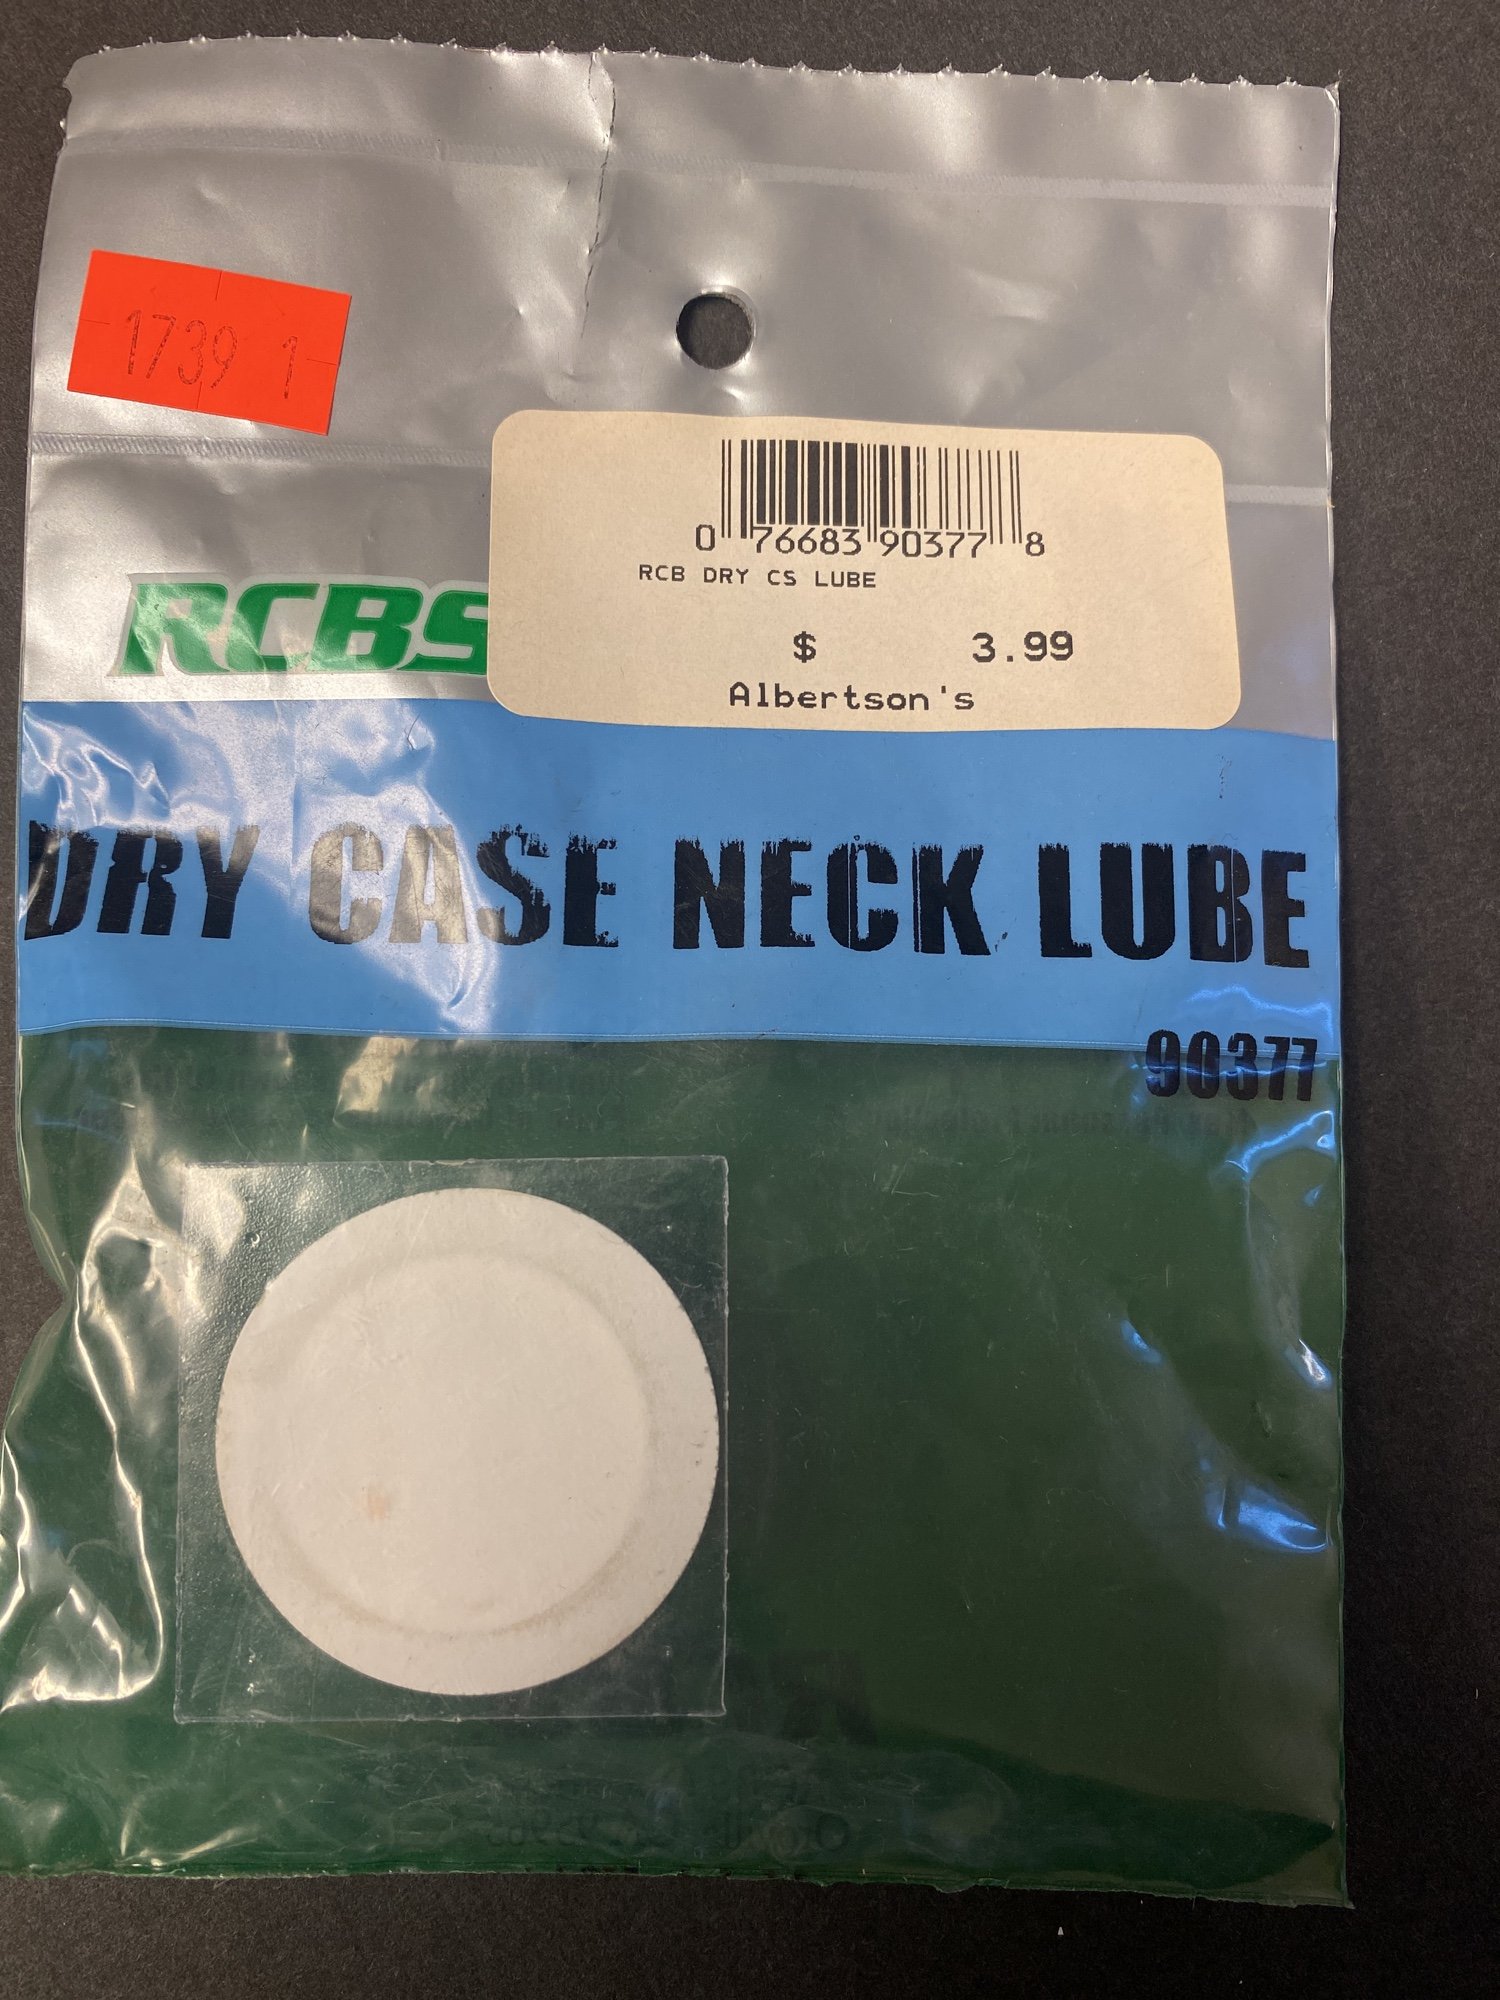 1739 1
0 76683 90377 8
RCB DRY CS LUBE
$ 3.99
Albertson's
RCBS
DRY CASE NECK LUBE
90377